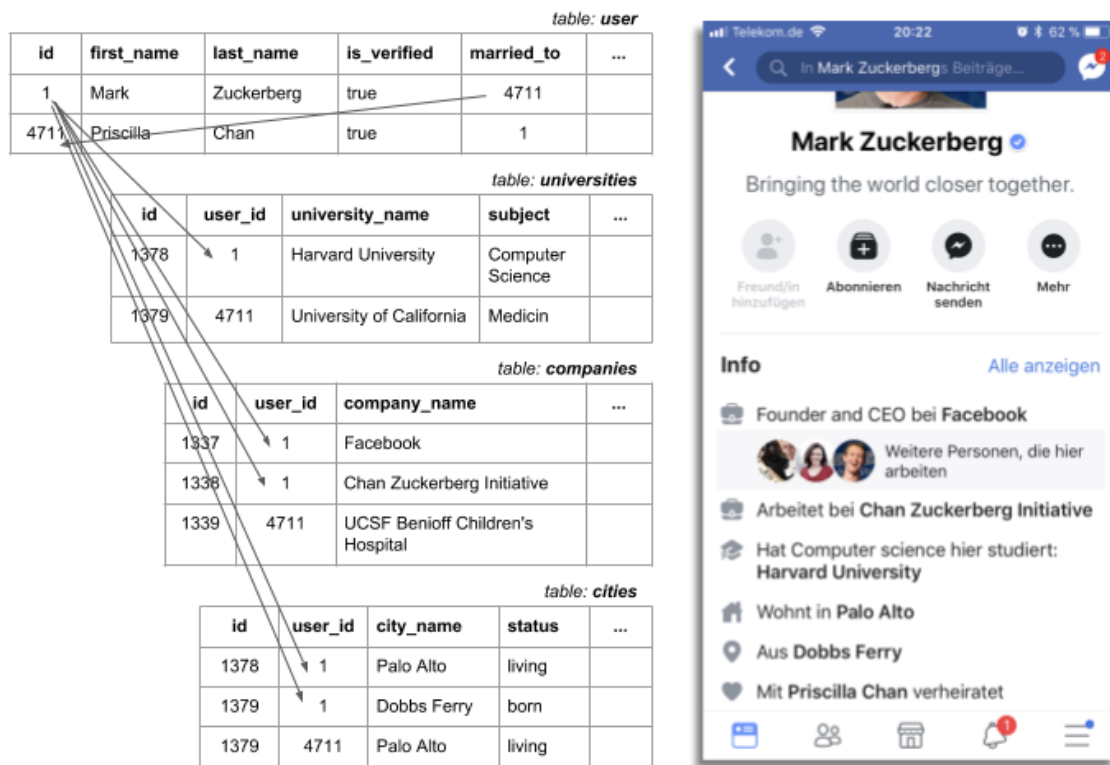 table: user
id first_name last_name is_verified married_to ...
1 Mark Zuckerberg true 4711
4711 Priscilla Chan true 1
table: universities
id user_id university_name subject ...
1378 1 Harvard University Computer
Science
1379 4711 University of California Medicin
table: companies
id user_id company_name ...
1337 1 Facebook
1338 1 Chan Zuckerberg Initiative
1339 4711 UCSF Benioff Children's
Hospital
table: cities
id user_id city_name status ...
1378 1 Palo Alto living
1379 1 Dobbs Ferry born
1379 4711 Palo Alto living
Telekom.de 20:22 62 %
In Mark Zuckerbergs Beiträge...
2
Mark Zuckerberg
Bringing the world closer together.
Freund/in
hinzufügen
Abonnieren
Nachricht
senden
Mehr
Info Alle anzeigen
Founder and CEO bei Facebook
Weitere Personen, die hier
arbeiten
Arbeitet bei Chan Zuckerberg Initiative
Hat Computer science hier studiert:
Harvard University
Wohnt in Palo Alto
Aus Dobbs Ferry
Mit Priscilla Chan verheiratet
1